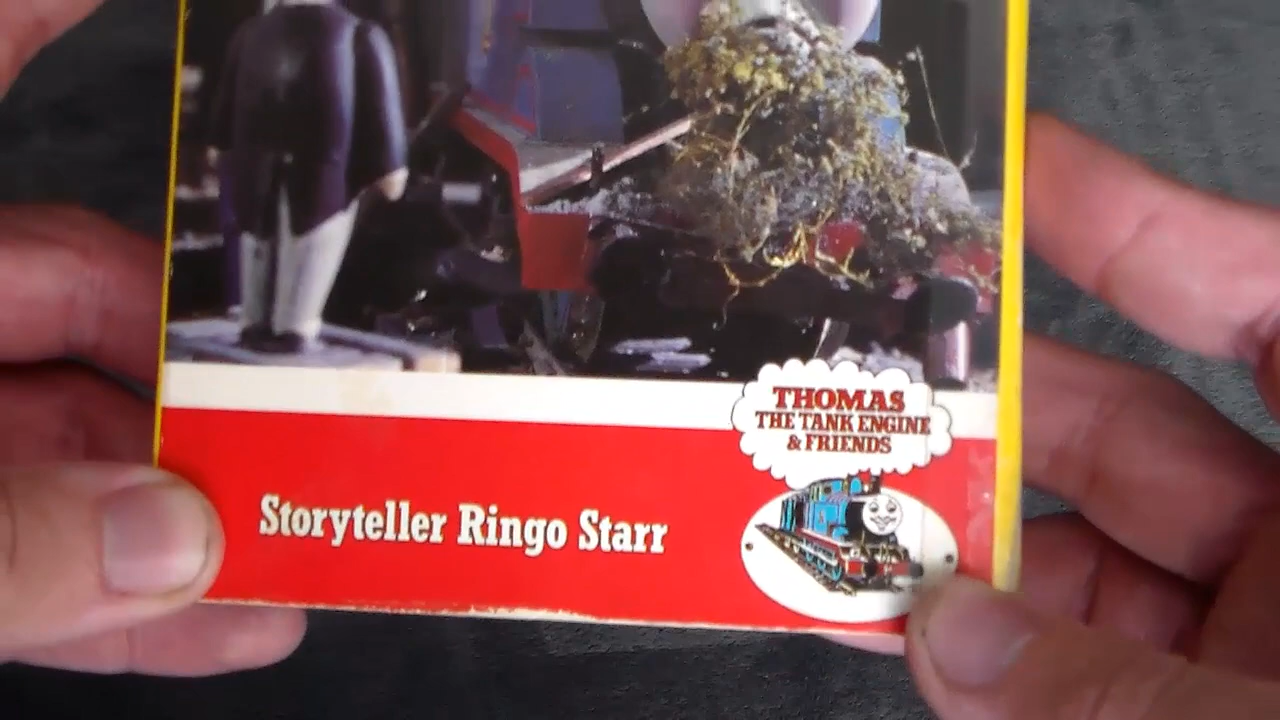 THOMAS
THE TANK ENGINE
& FRIENDS
Storyteller Ringo Starr